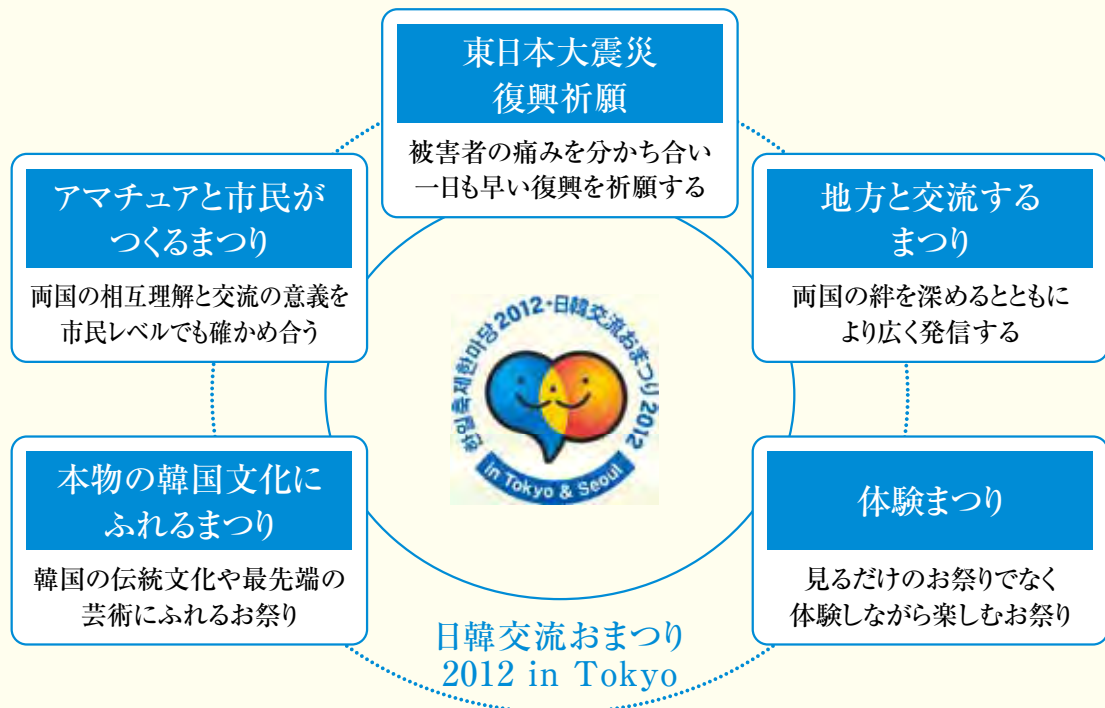 東日本大震災
復興祈願
被害者の痛みを分かち合い
一日も早い復興を祈願する
アマチュアと市民が
つくるまつり
両国の相互理解と交流の意義を
市民レベルでも確かめ合う
地方と交流する
まつり
両国の絆を深めるとともに
より広く発信する
한일축제한마당2012・日韓交流おまつり2012
in Tokyo & Seoul
本物の韓国文化に
ふれるまつり
韓国の伝統文化や最先端の
芸術にふれるお祭り
体験まつり
見るだけのお祭りでなく
体験しながら楽しむお祭り
日韓交流おまつり
2012 in Tokyo